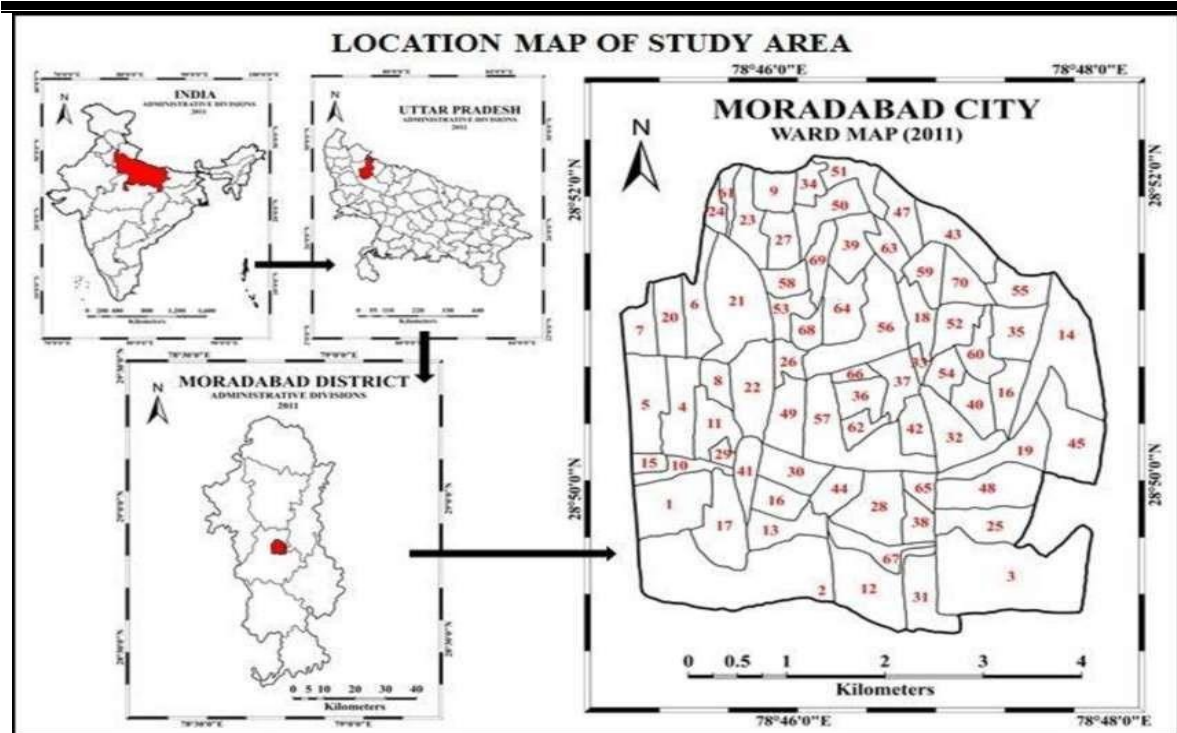 LOCATION MAP OF STUDY AREA
N
INDIA
ADMINISTRATIVE DIVISIONS
2011
Kilometers
N
UTTAR PRADESH
ADMINISTRATIVE DIVISIONS
2011
Kilometers
N
MORADABAD DISTRICT
ADMINISTRATIVE DIVISIONS
2011
0 5 10 20 30 40
Kilometers
78°46'0"E 78°48'0"E
MORADABAD CITY
WARD MAP (2011)
N
28°52'0"N 28°52'0"N
51
61 9 34
24 23 50 47
27 39 63 43
69 59
58 70 55
7 20 6 21 53 64 18 52 35 14
68 56
26 33 60
8 22 66 37 54
5 4 36 40 16
11 49 57 62 42 32 45
29 19
15 10 41 30
44 65 48
1 16 28
17 13 38 25
67
2 12 31 3
28°50'0"N 28°50'0"N
0 0.5 1 2 3 4
Kilometers
78°46'0"E 78°48'0"E